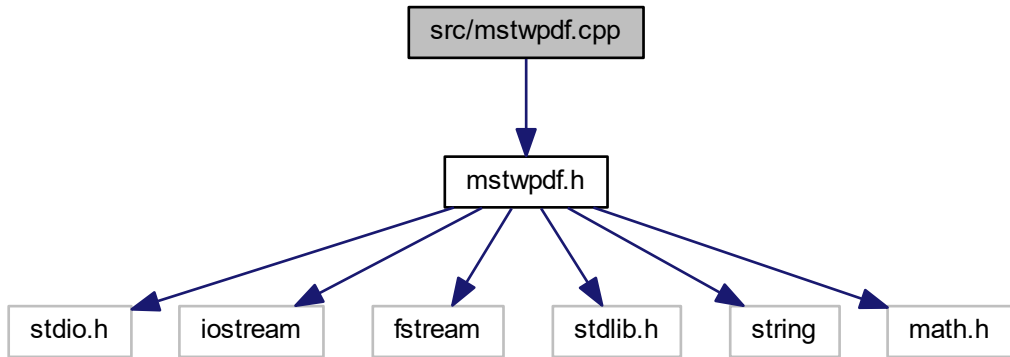 src/mstwpdf.cpp
mstwpdf.h
stdio.h
iostream
fstream
stdlib.h
string
math.h